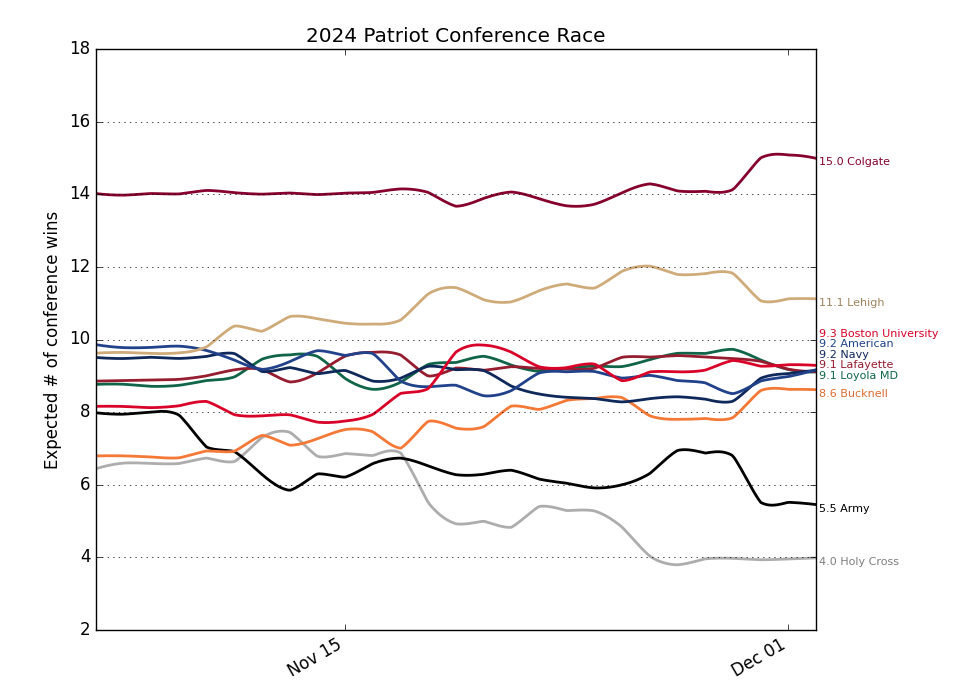 2024 Patriot Conference Race
Expected # of conference wins
18
16
14
12
10
8
6
4
2
Nov 15
Dec 01
15.0 Colgate
11.1 Lehigh
9.3 Boston University
9.2 American
9.2 Navy
9.1 Lafayette
9.1 Loyola MD
8.6 Bucknell
5.5 Army
4.0 Holy Cross